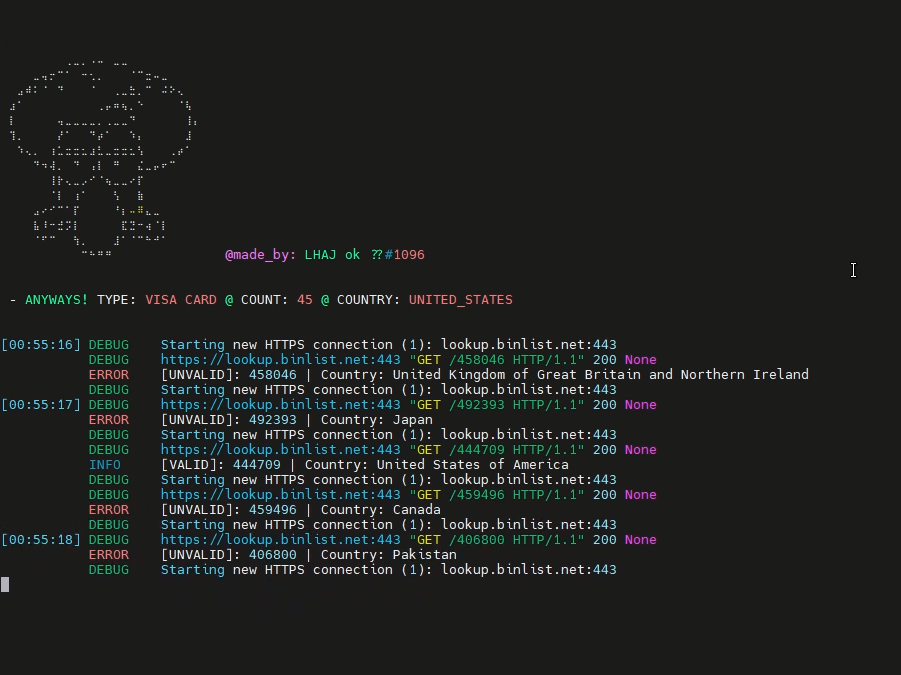 @made_by: LHAJ ok ⁇#1096
- ANYWAYS! TYPE: VISA CARD @ COUNT: 45 @ COUNTRY: UNITED_STATES
[00:55:16] DEBUG Starting new HTTPS connection (1): lookup.binlist.net:443
DEBUG https://lookup.binlist.net:443 "GET /458046 HTTP/1.1" 200 None
ERROR [UNVALID]: 458046 | Country: United Kingdom of Great Britain and Northern Ireland
DEBUG Starting new HTTPS connection (1): lookup.binlist.net:443
[00:55:17] DEBUG https://lookup.binlist.net:443 "GET /492393 HTTP/1.1" 200 None
ERROR [UNVALID]: 492393 | Country: Japan
DEBUG Starting new HTTPS connection (1): lookup.binlist.net:443
DEBUG https://lookup.binlist.net:443 "GET /444709 HTTP/1.1" 200 None
INFO [VALID]: 444709 | Country: United States of America
DEBUG Starting new HTTPS connection (1): lookup.binlist.net:443
DEBUG https://lookup.binlist.net:443 "GET /459496 HTTP/1.1" 200 None
ERROR [UNVALID]: 459496 | Country: Canada
DEBUG Starting new HTTPS connection (1): lookup.binlist.net:443
[00:55:18] DEBUG https://lookup.binlist.net:443 "GET /406800 HTTP/1.1" 200 None
ERROR [UNVALID]: 406800 | Country: Pakistan
DEBUG Starting new HTTPS connection (1): lookup.binlist.net:443